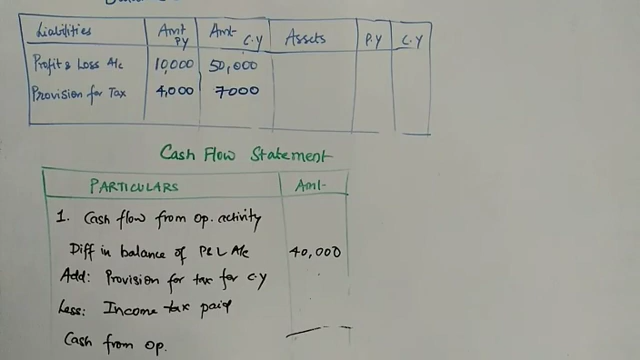 Liabilities Amt PY Amt C.Y Assets P.Y C.Y
Profit & Loss A/c 10,000 50,000
Provision for Tax 4,000 7000
Cash Flow Statement
PARTICULARS Amt
1. Cash flow from op. activity
Diff in balance of P&L A/c 40,000
Add: Provision for tax for C.Y
Less: Income tax paid
Cash from op.